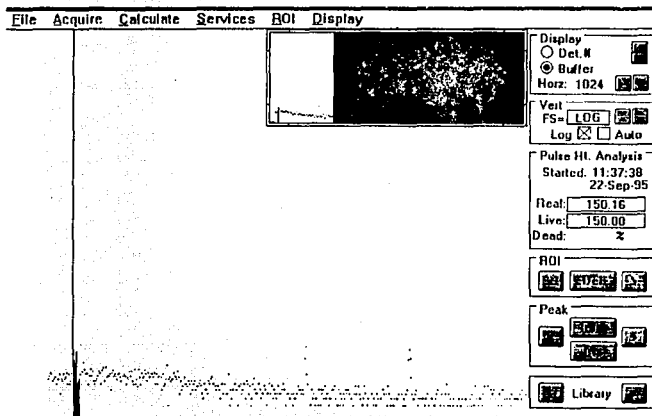 File Acquire Calculate Services ROI Display
Display
Det.#
Buffer
Horz: 1024
Vert
FS= LOG
Log Auto
Pulse Ht. Analysis
Started. 11:37:38
22-Sep-95
Real: 150.16
Live: 150.00
Dead: %
ROI
Peak
Library